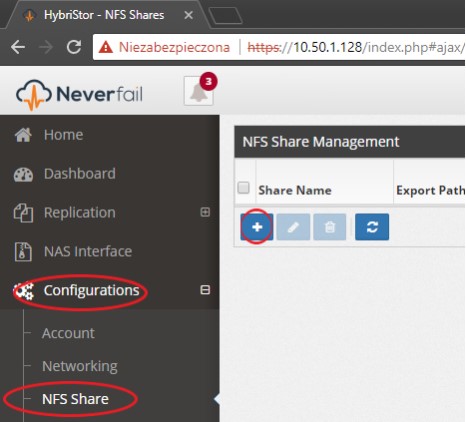 HybriStor - NFS Shares
Niezabezpieczona https://10.50.1.128/index.php#ajax/
Neverfail
3
Home
NFS Share Management
Dashboard
Share Name Export Path
Replication
NAS Interface
Configurations
Account
Networking
NFS Share